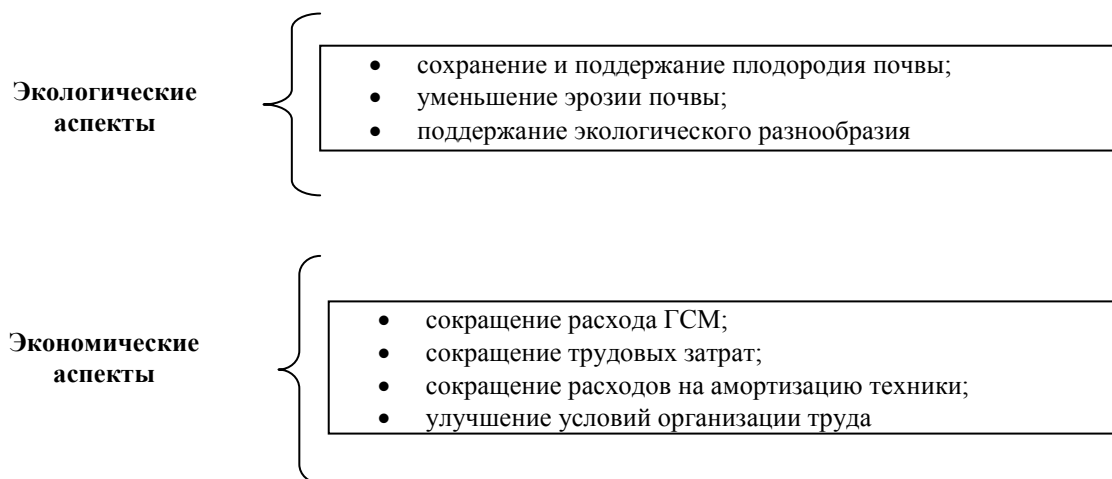 Экологические
аспекты
• сохранение и поддержание плодородия почвы;
• уменьшение эрозии почвы;
• поддержание экологического разнообразия
Экономические
аспекты
• сокращение расхода ГСМ;
• сокращение трудовых затрат;
• сокращение расходов на амортизацию техники;
• улучшение условий организации труда